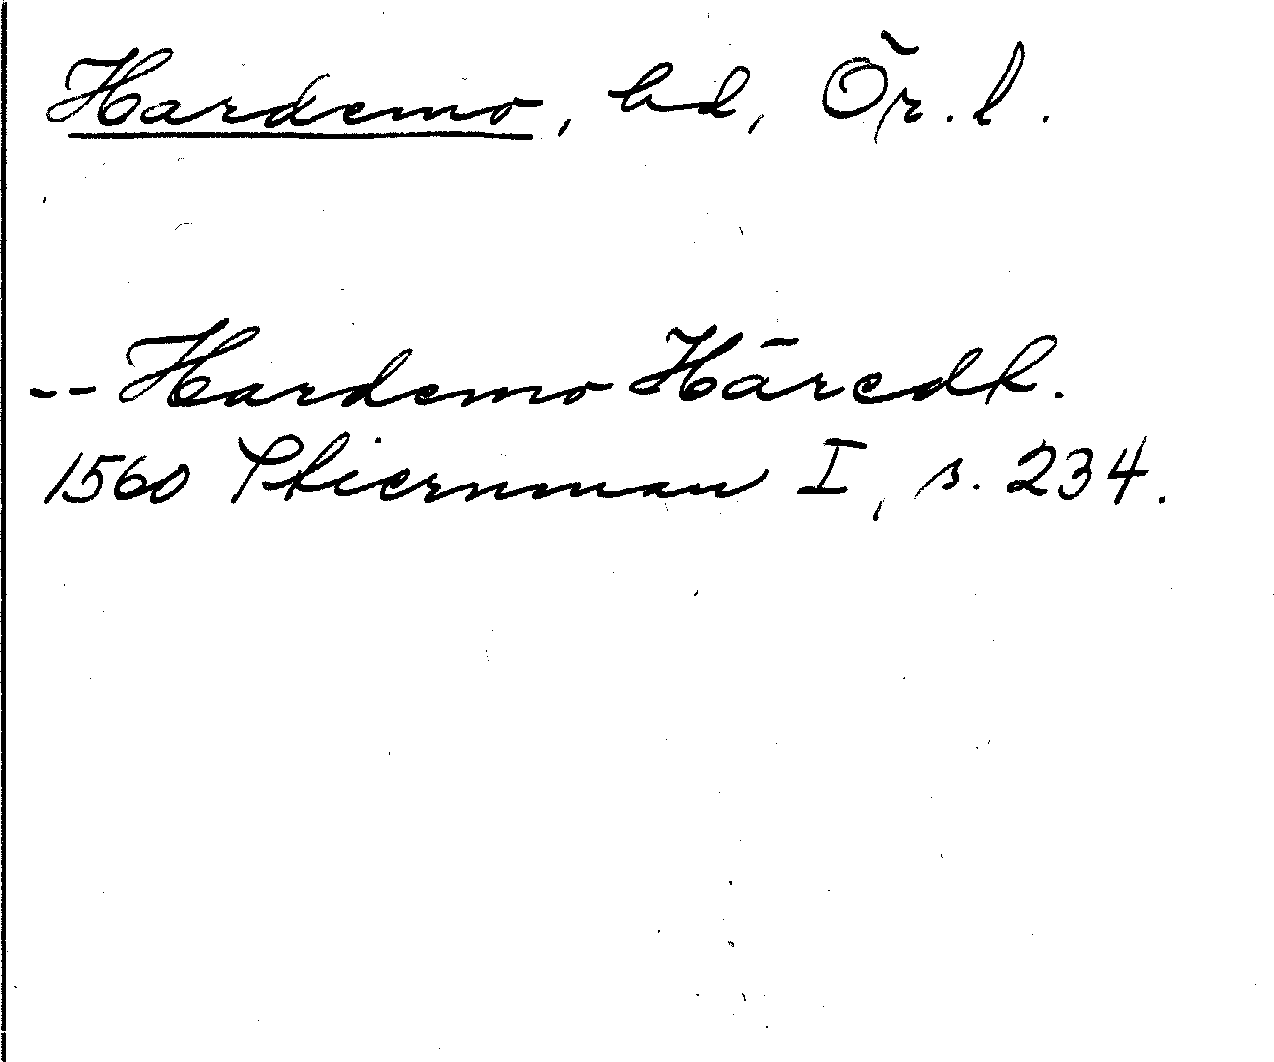 Hardemo, hd, Ör. l.
-- Hardemo Häredh.
1560 Stiernman I, s. 234.